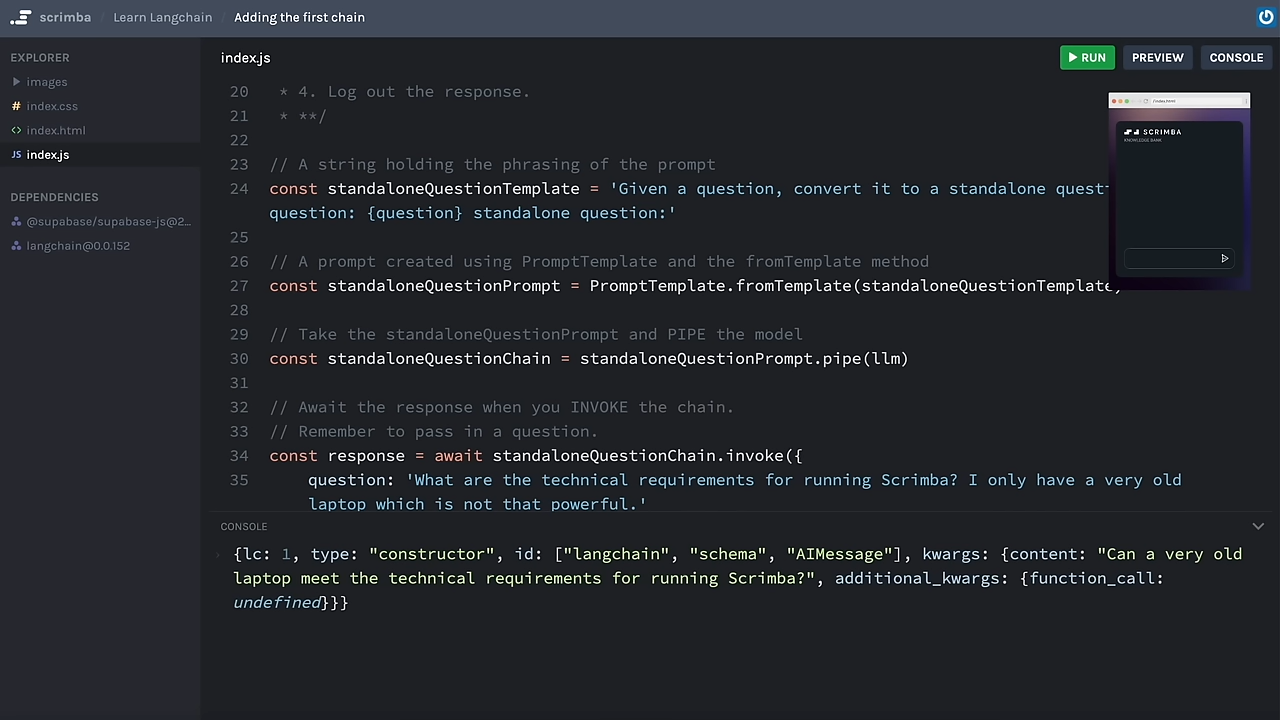 scrimba / Learn Langchain / Adding the first chain
EXPLORER
images
# index.css
<> index.html
JS index.js
DEPENDENCIES
@supabase/supabase-js@2...
langchain@0.0.152
index.js
RUN
PREVIEW
CONSOLE
20 * 4. Log out the response.
21 * **/
22
23 // A string holding the phrasing of the prompt
24 const standaloneQuestionTemplate = 'Given a question, convert it to a standalone questi
question: {question} standalone question:'
25
26 // A prompt created using PromptTemplate and the fromTemplate method
27 const standaloneQuestionPrompt = PromptTemplate.fromTemplate(standaloneQuestionTemplate)
28
29 // Take the standaloneQuestionPrompt and PIPE the model
30 const standaloneQuestionChain = standaloneQuestionPrompt.pipe(llm)
31
32 // Await the response when you INVOKE the chain.
33 // Remember to pass in a question.
34 const response = await standaloneQuestionChain.invoke({
35 question: 'What are the technical requirements for running Scrimba? I only have a very old
laptop which is not that powerful.'
SCRIMBA
KNOWLEDGE BANK
CONSOLE
{lc: 1, type: "constructor", id: ["langchain", "schema", "AIMessage"], kwargs: {content: "Can a very old
laptop meet the technical requirements for running Scrimba?", additional_kwargs: {function_call:
undefined}}}